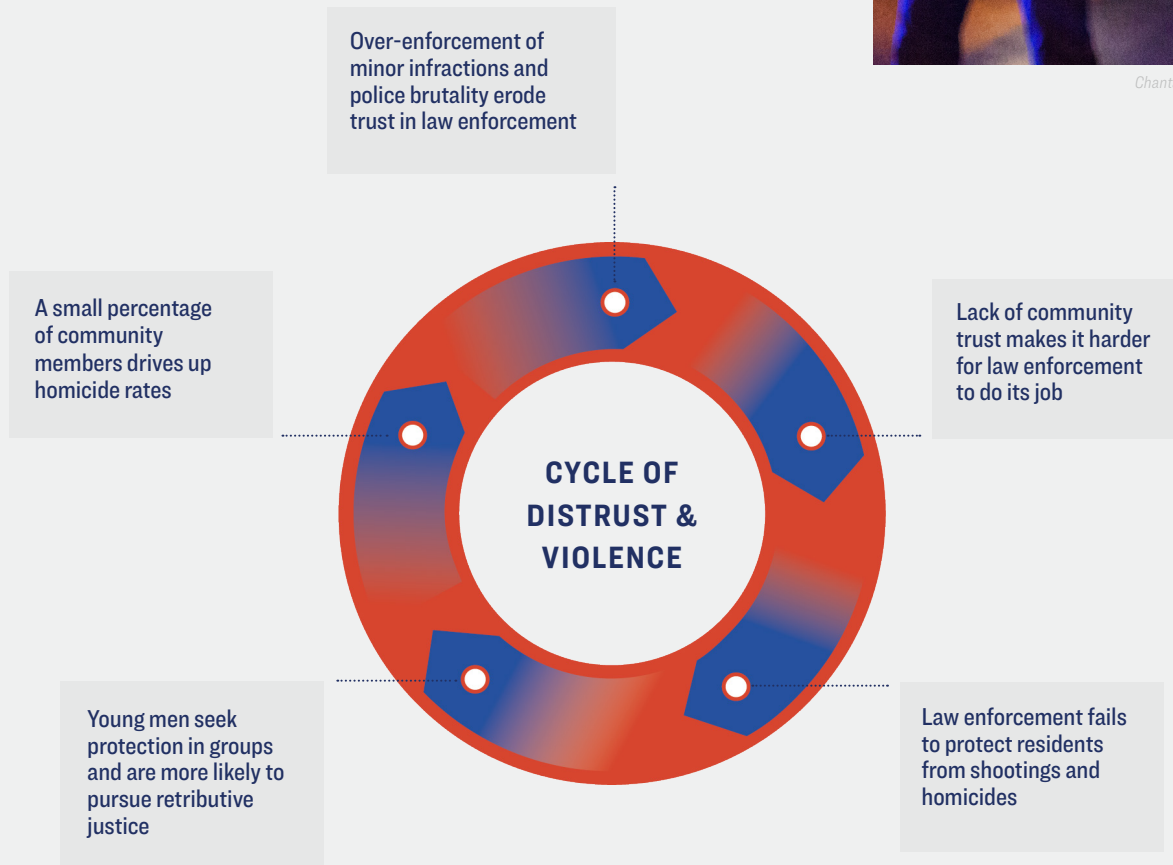 Over-enforcement of
minor infractions and
police brutality erode
trust in law enforcement
Chant
A small percentage
of community
members drives up
homicide rates
Lack of community
trust makes it harder
for law enforcement
to do its job
CYCLE OF
DISTRUST &
VIOLENCE
Young men seek
protection in groups
and are more likely to
pursue retributive
justice
Law enforcement fails
to protect residents
from shootings and
homicides